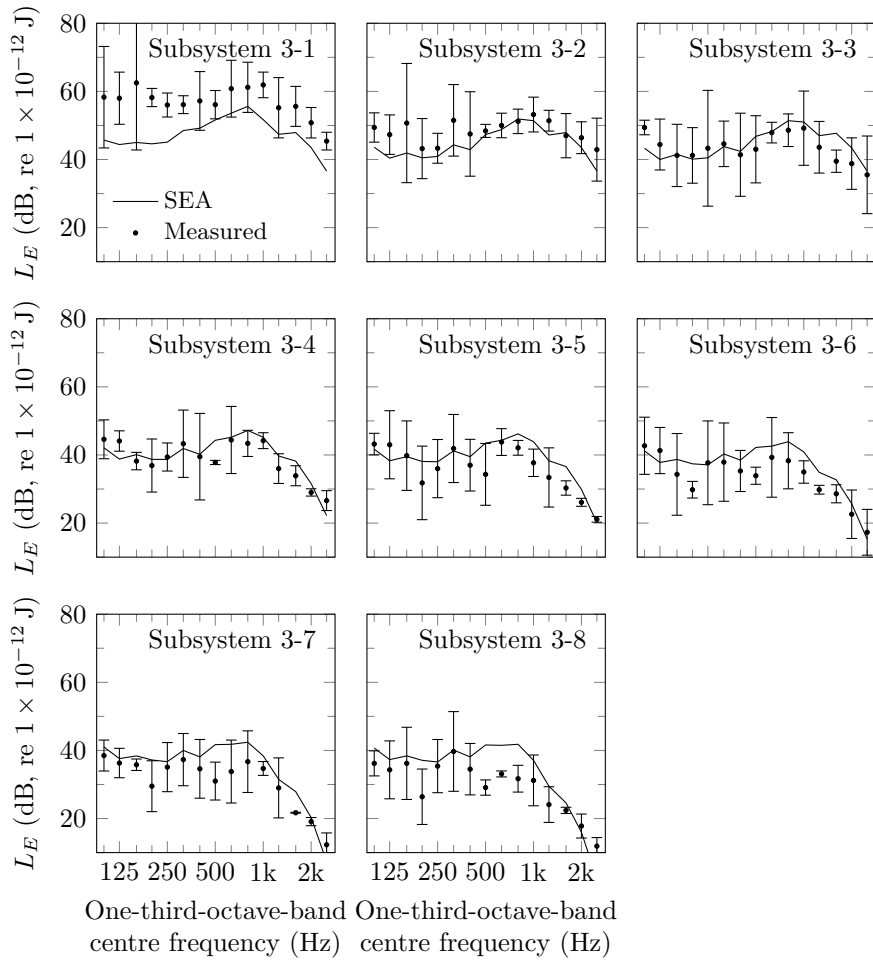 80
60
40
20
L_E (dB, re 1 × 10^−12 J)
Subsystem 3-1
SEA
Measured
Subsystem 3-2
Subsystem 3-3
80
60
40
20
L_E (dB, re 1 × 10^−12 J)
Subsystem 3-4
Subsystem 3-5
Subsystem 3-6
80
60
40
20
L_E (dB, re 1 × 10^−12 J)
Subsystem 3-7
125 250 500 1k 2k
One-third-octave-band
centre frequency (Hz)
Subsystem 3-8
125 250 500 1k 2k
One-third-octave-band
centre frequency (Hz)